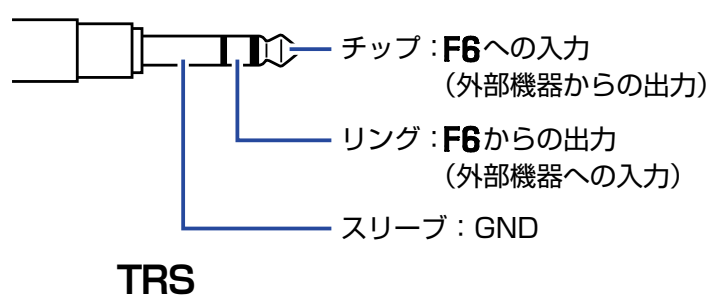 チップ：F6への入力
（外部機器からの出力）
リング：F6からの出力
（外部機器への入力）
スリーブ：GND
TRS